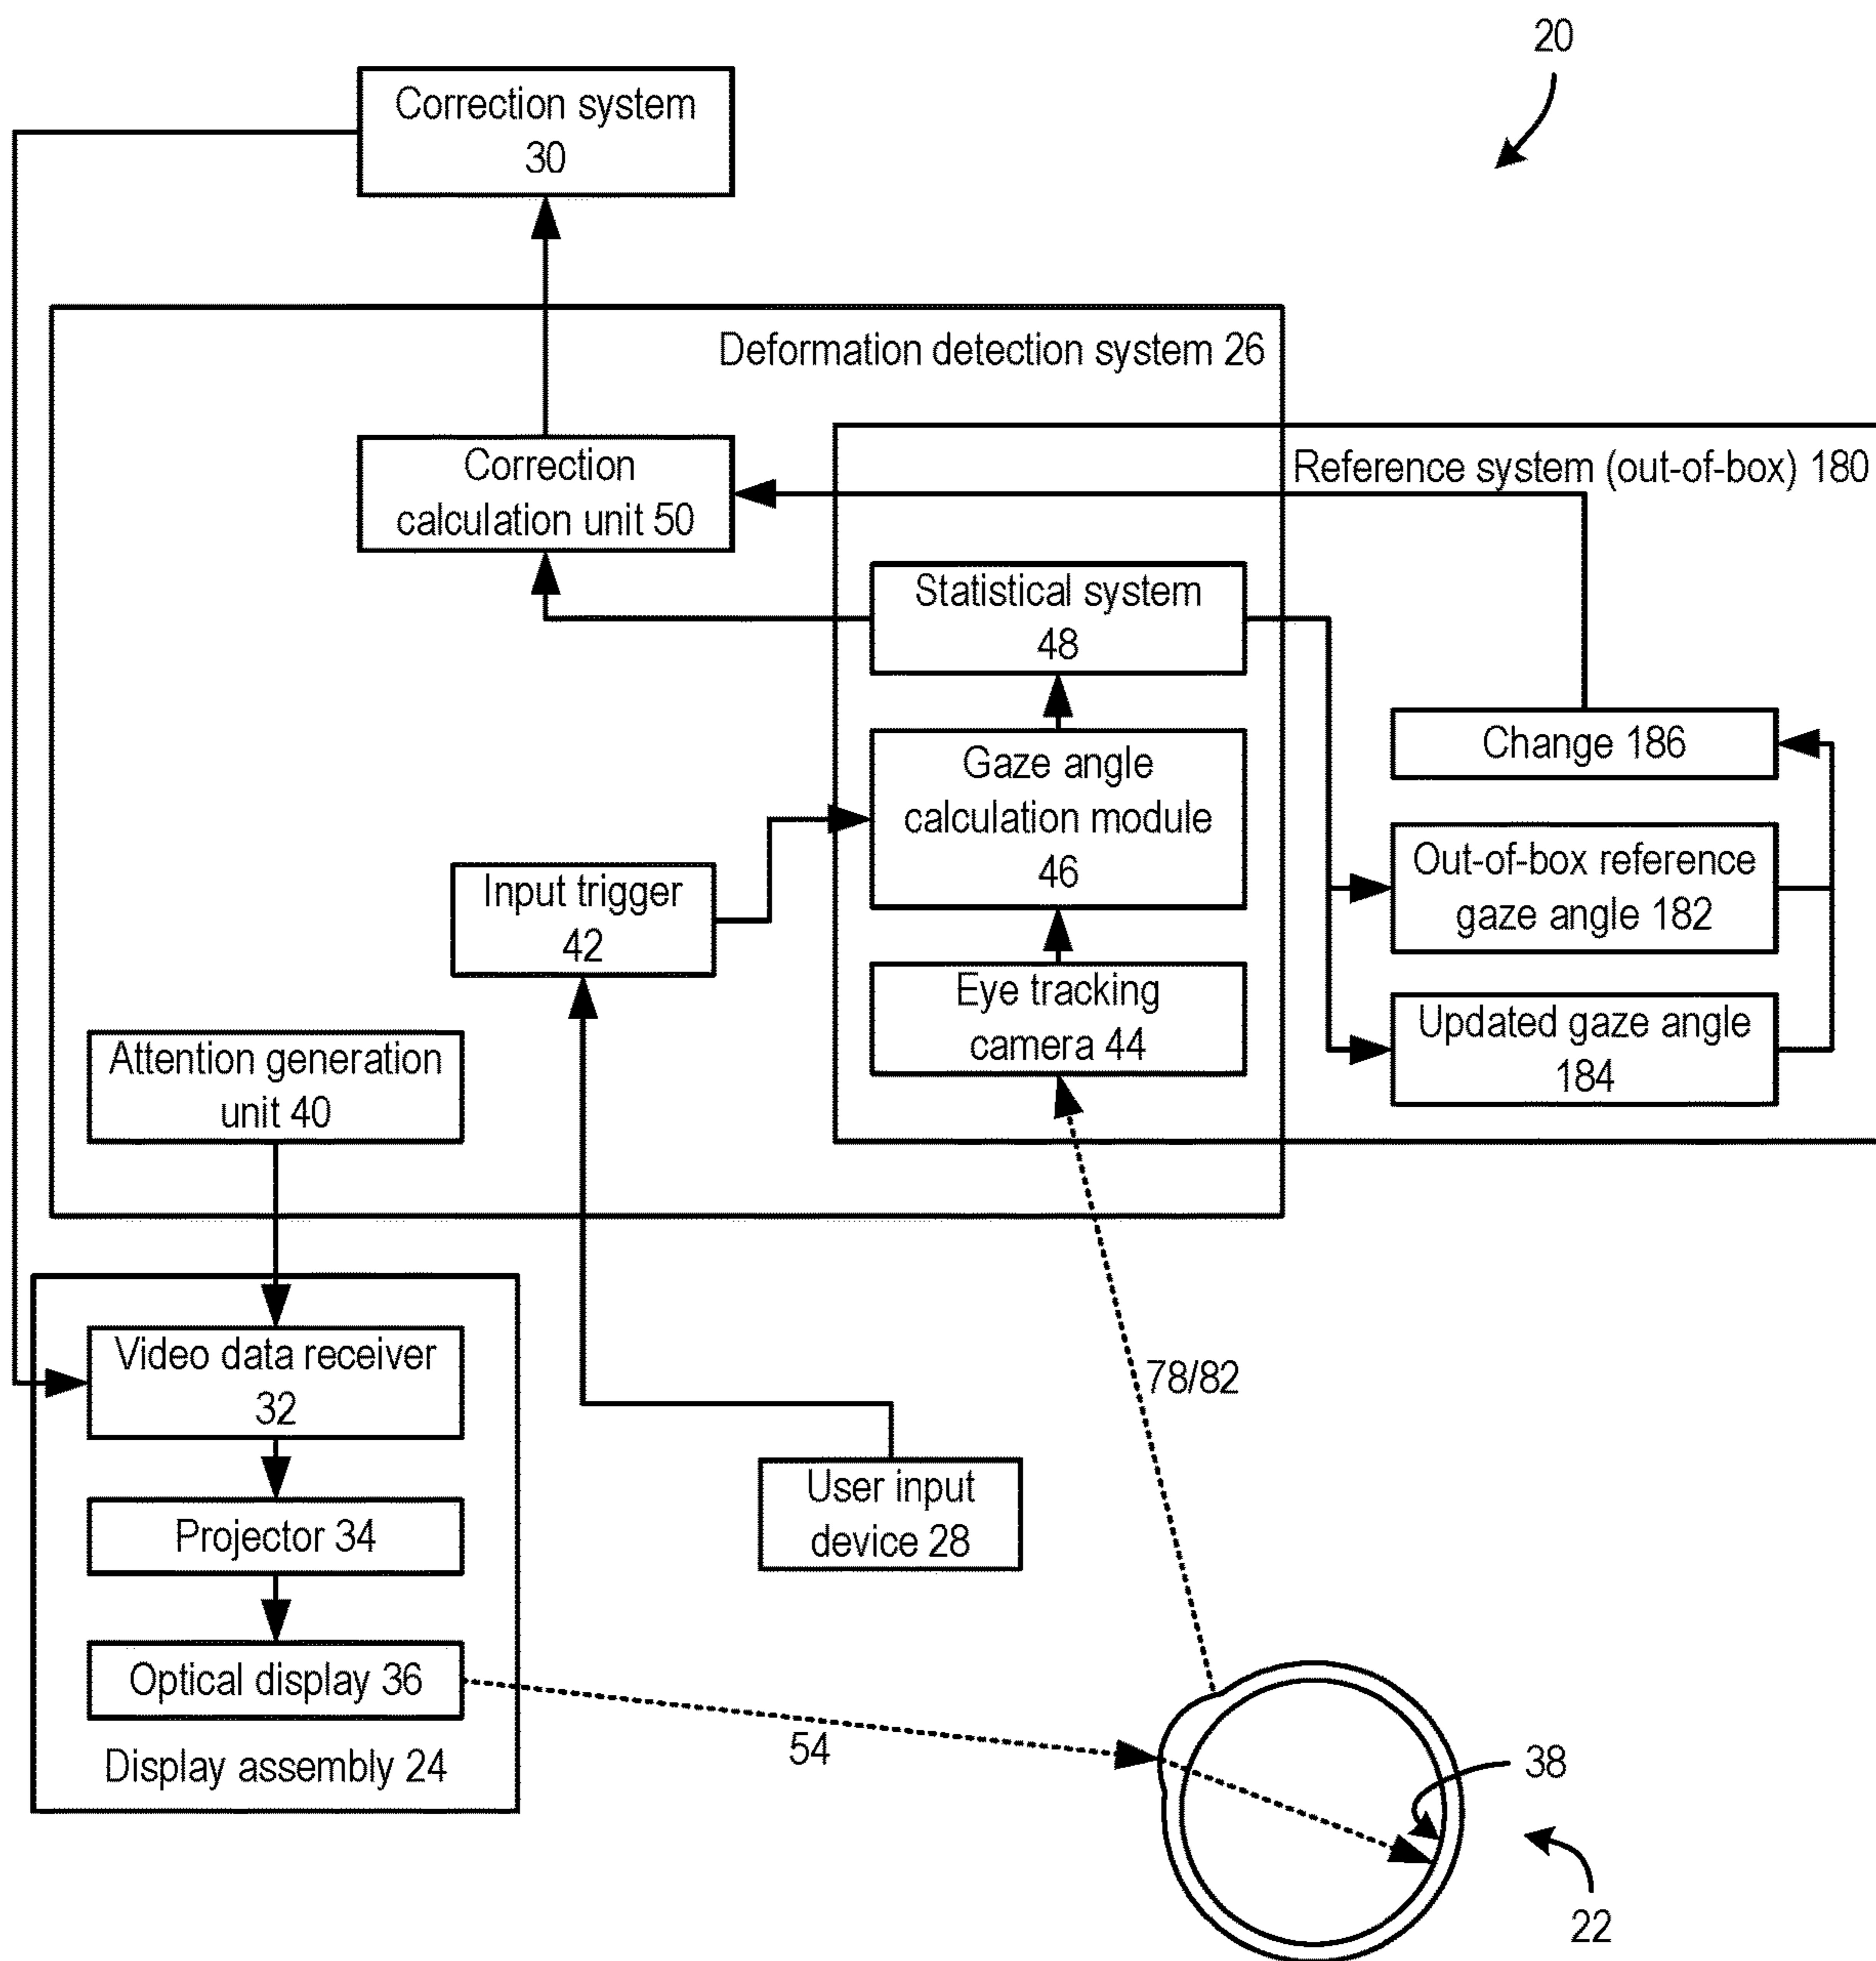 20
Correction system
30
Deformation detection system 26
Correction
calculation unit 50
Reference system (out-of-box) 180
Statistical system
48
Change 186
Gaze angle
calculation module
46
Out-of-box reference
gaze angle 182
Input trigger
42
Eye tracking
camera 44
Updated gaze angle
184
Attention generation
unit 40
Video data receiver
32
78/82
User input
device 28
Projector 34
Optical display 36
54
Display assembly 24
38
22